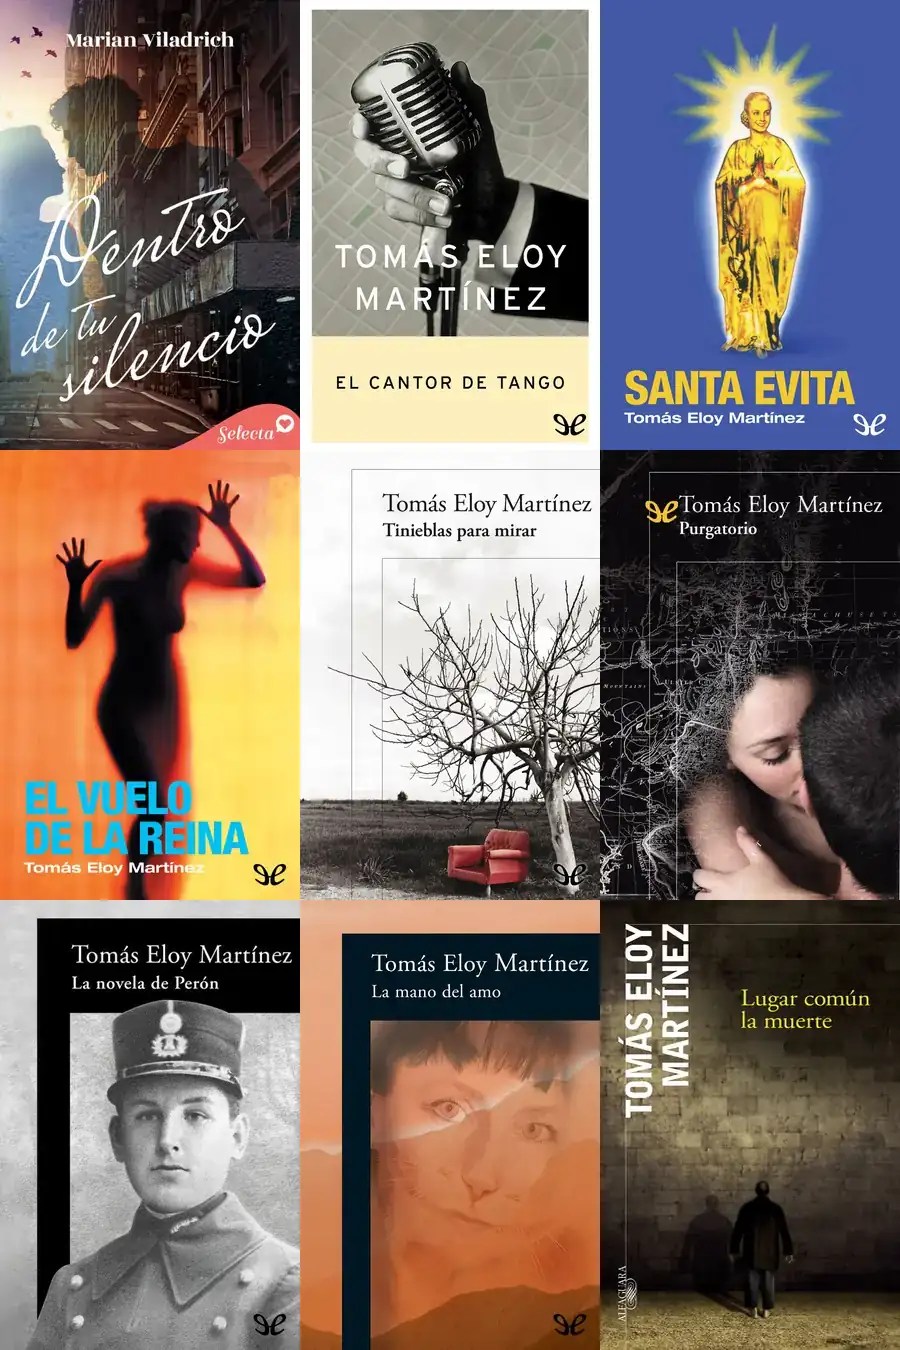 Marian Viladrich
Dentro
de tu
silencio
Selecta
TOMÁS ELOY
MARTÍNEZ
EL CANTOR DE TANGO
SANTA EVITA
Tomás Eloy Martínez
EL VUELO
DE LA REINA
Tomás Eloy Martínez
Tomás Eloy Martínez
Tinieblas para mirar
Tomás Eloy Martínez
Purgatorio
Tomás Eloy Martínez
La novela de Perón
Tomás Eloy Martínez
La mano del amo
TOMÁS ELOY
MARTÍNEZ
Lugar común
la muerte
ALFAGUARA